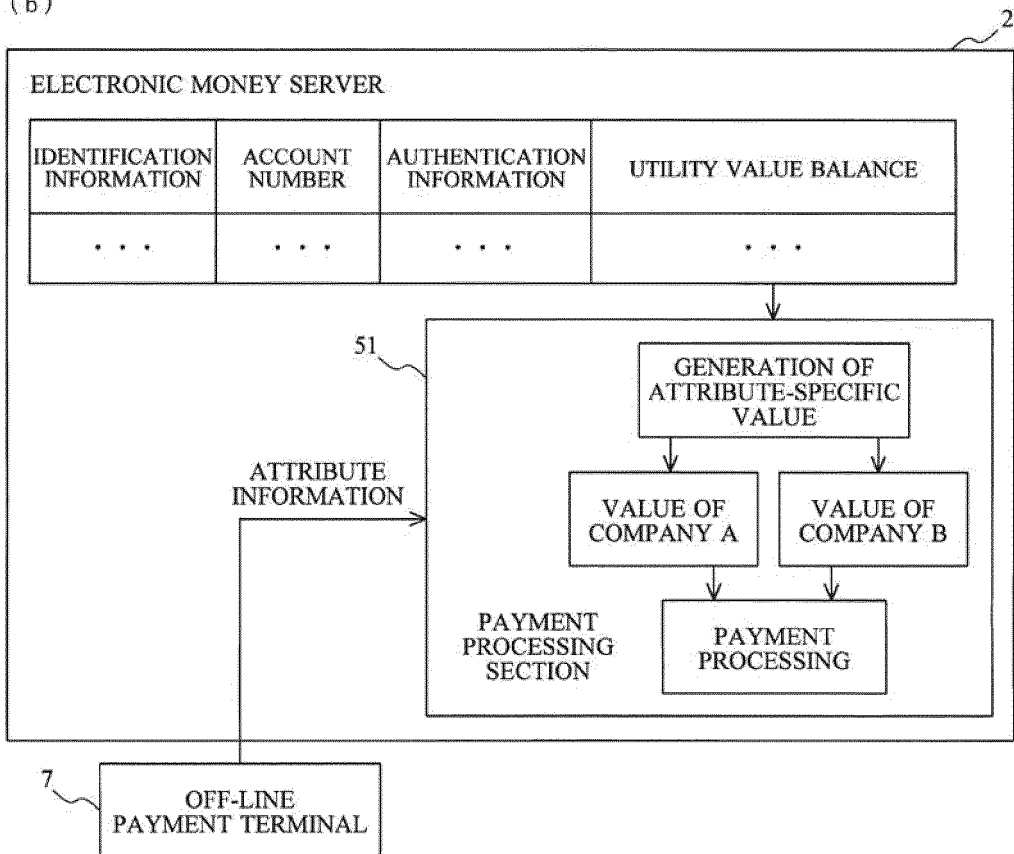 (b)
2
ELECTRONIC MONEY SERVER
IDENTIFICATION
INFORMATION
ACCOUNT
NUMBER
AUTHENTICATION
INFORMATION
UTILITY VALUE BALANCE
· · ·
· · ·
· · ·
· · ·
51
GENERATION OF
ATTRIBUTE-SPECIFIC
VALUE
ATTRIBUTE
INFORMATION
VALUE OF
COMPANY A
VALUE OF
COMPANY B
PAYMENT
PROCESSING
SECTION
PAYMENT
PROCESSING
7
OFF-LINE
PAYMENT TERMINAL